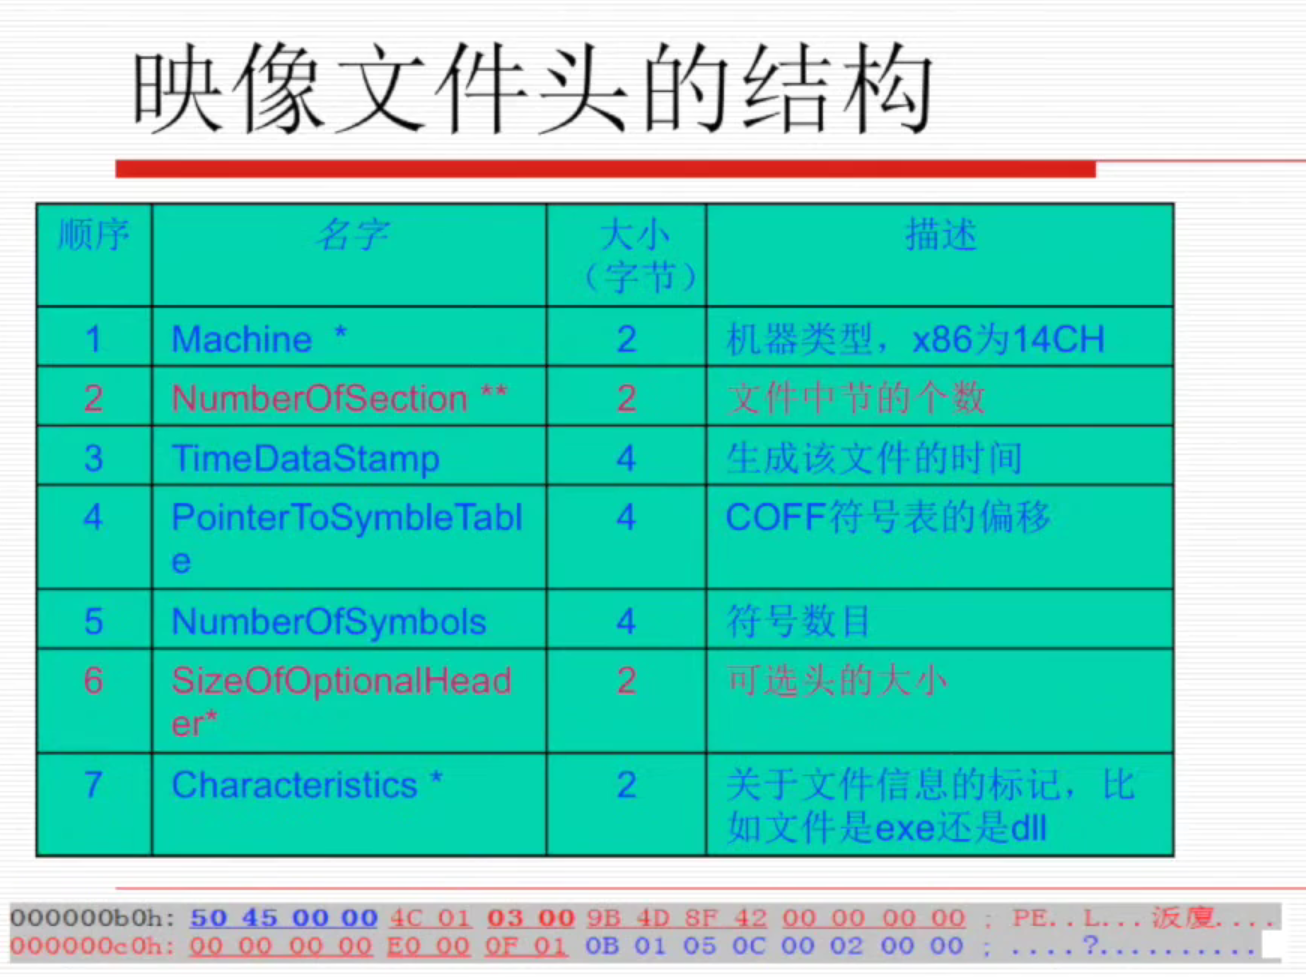 映像文件头的结构
顺序 名字 大小 描述
（字节）
1 Machine * 2 机器类型，x86为14CH
2 NumberOfSection ** 2 文件中节的个数
3 TimeDataStamp 4 生成该文件的时间
4 PointerToSymbleTabl 4 COFF符号表的偏移
e
5 NumberOfSymbols 4 符号数目
6 SizeOfOptionalHead 2 可选头的大小
er*
7 Characteristics * 2 关于文件信息的标记，比
如文件是exe还是dll
000000b0h: 50 45 00 00 4C 01 03 00 9B 4D 8F 42 00 00 00 00 ; PE..L...派度....
000000c0h: 00 00 00 00 E0 00 0F 01 0B 01 05 0C 00 02 00 00 ; ....?..........